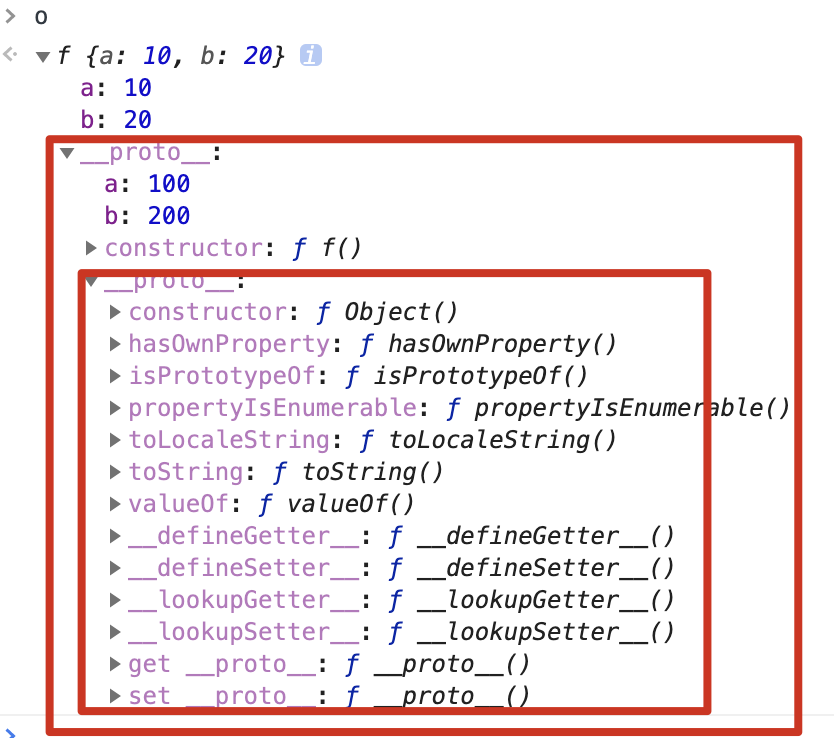 o
f {a: 10, b: 20} i
a: 10
b: 20
__proto__:
a: 100
b: 200
constructor: ƒ f()
__proto__:
constructor: ƒ Object()
hasOwnProperty: ƒ hasOwnProperty()
isPrototypeOf: ƒ isPrototypeOf()
propertyIsEnumerable: ƒ propertyIsEnumerable()
toLocaleString: ƒ toLocaleString()
toString: ƒ toString()
valueOf: ƒ valueOf()
__defineGetter__: ƒ __defineGetter__()
__defineSetter__: ƒ __defineSetter__()
__lookupGetter__: ƒ __lookupGetter__()
__lookupSetter__: ƒ __lookupSetter__()
get __proto__: ƒ __proto__()
set __proto__: ƒ __proto__()